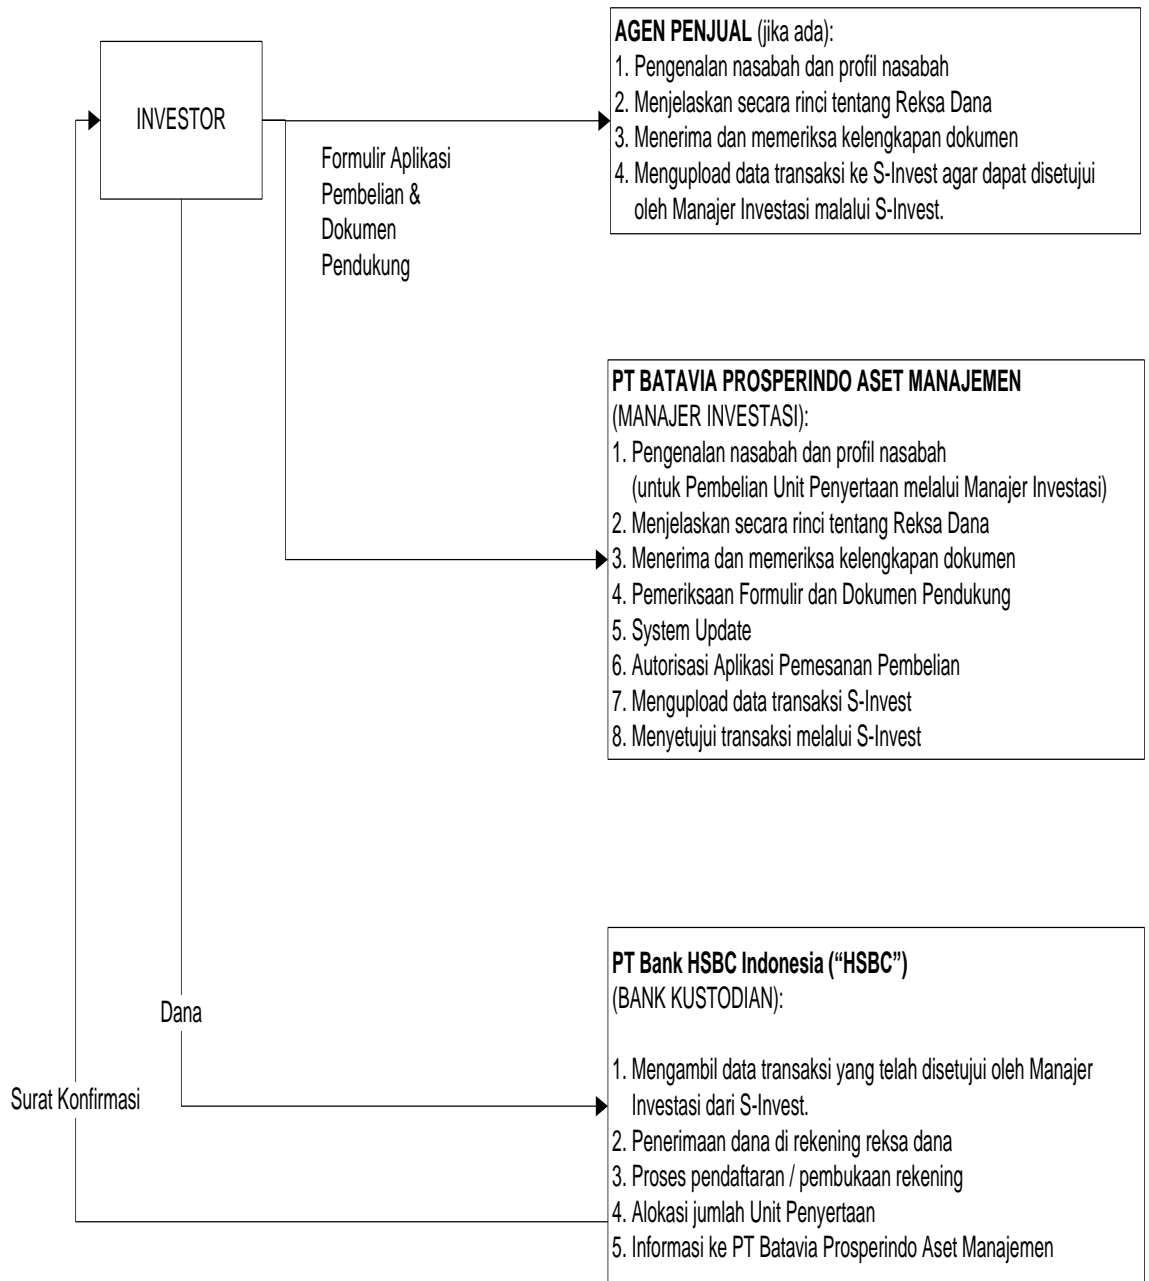 INVESTOR
Formulir Aplikasi
Pembelian &
Dokumen
Pendukung
AGEN PENJUAL (jika ada):
1. Pengenalan nasabah dan profil nasabah
2. Menjelaskan secara rinci tentang Reksa Dana
3. Menerima dan memeriksa kelengkapan dokumen
4. Mengupload data transaksi ke S-Invest agar dapat disetujui
oleh Manajer Investasi malalui S-Invest.
PT BATAVIA PROSPERINDO ASET MANAJEMEN
(MANAJER INVESTASI):
1. Pengenalan nasabah dan profil nasabah
(untuk Pembelian Unit Penyertaan melalui Manajer Investasi)
2. Menjelaskan secara rinci tentang Reksa Dana
3. Menerima dan memeriksa kelengkapan dokumen
4. Pemeriksaan Formulir dan Dokumen Pendukung
5. System Update
6. Autorisasi Aplikasi Pemesanan Pembelian
7. Mengupload data transaksi S-Invest
8. Menyetujui transaksi melalui S-Invest
Dana
Surat Konfirmasi
PT Bank HSBC Indonesia (“HSBC”)
(BANK KUSTODIAN):
1. Mengambil data transaksi yang telah disetujui oleh Manajer
Investasi dari S-Invest.
2. Penerimaan dana di rekening reksa dana
3. Proses pendaftaran / pembukaan rekening
4. Alokasi jumlah Unit Penyertaan
5. Informasi ke PT Batavia Prosperindo Aset Manajemen